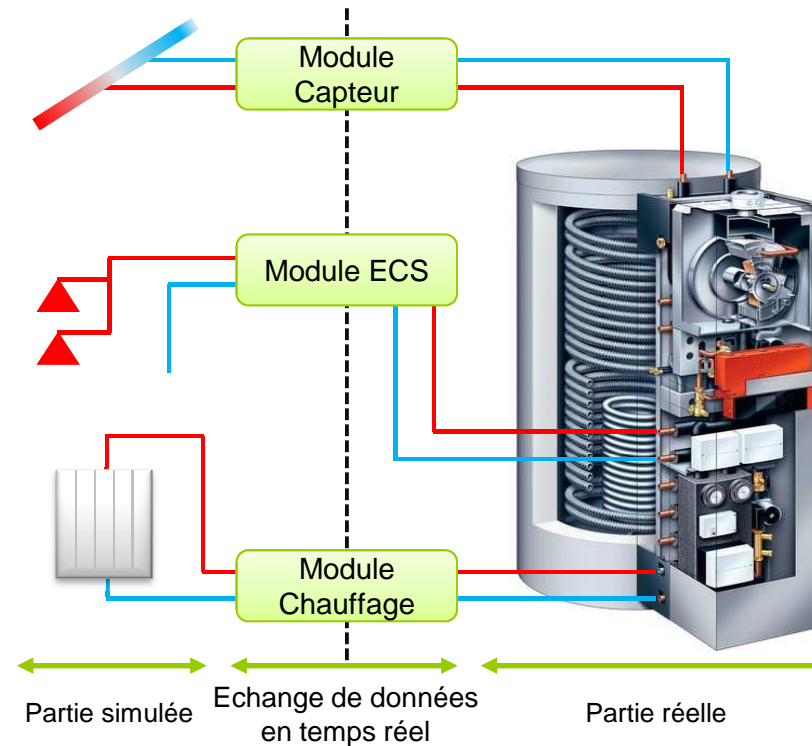 Module
Capteur
Module ECS
Module
Chauffage
Partie simulée
Echange de données
en temps réel
Partie réelle